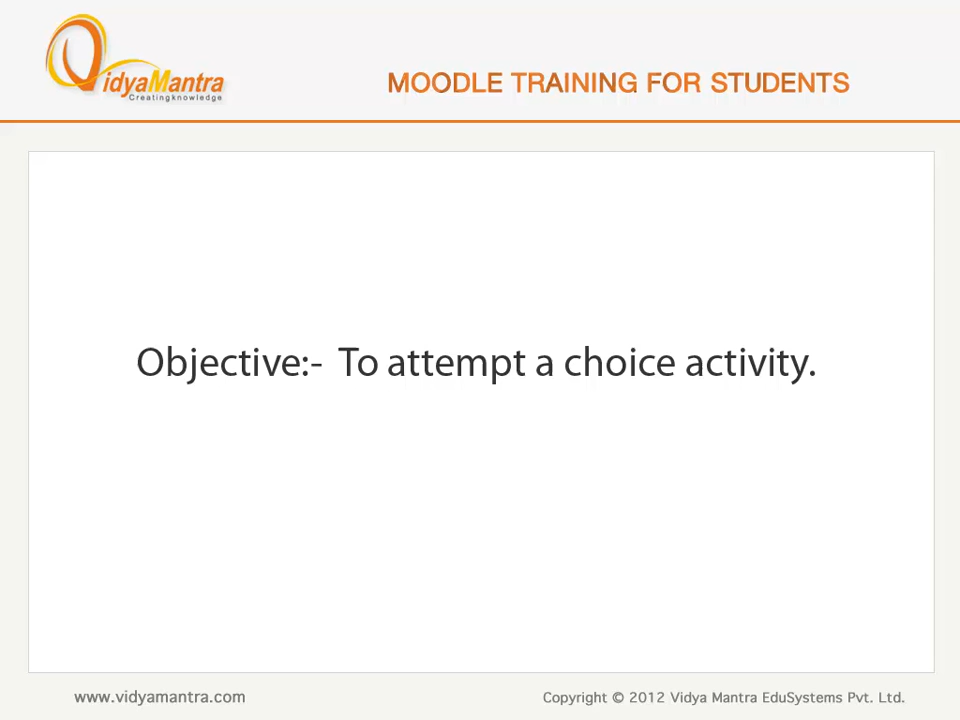 VidyaMantra
Creatingknowledge
MOODLE TRAINING FOR STUDENTS
Objective:- To attempt a choice activity.
www.vidyamantra.com
Copyright © 2012 Vidya Mantra EduSystems Pvt. Ltd.